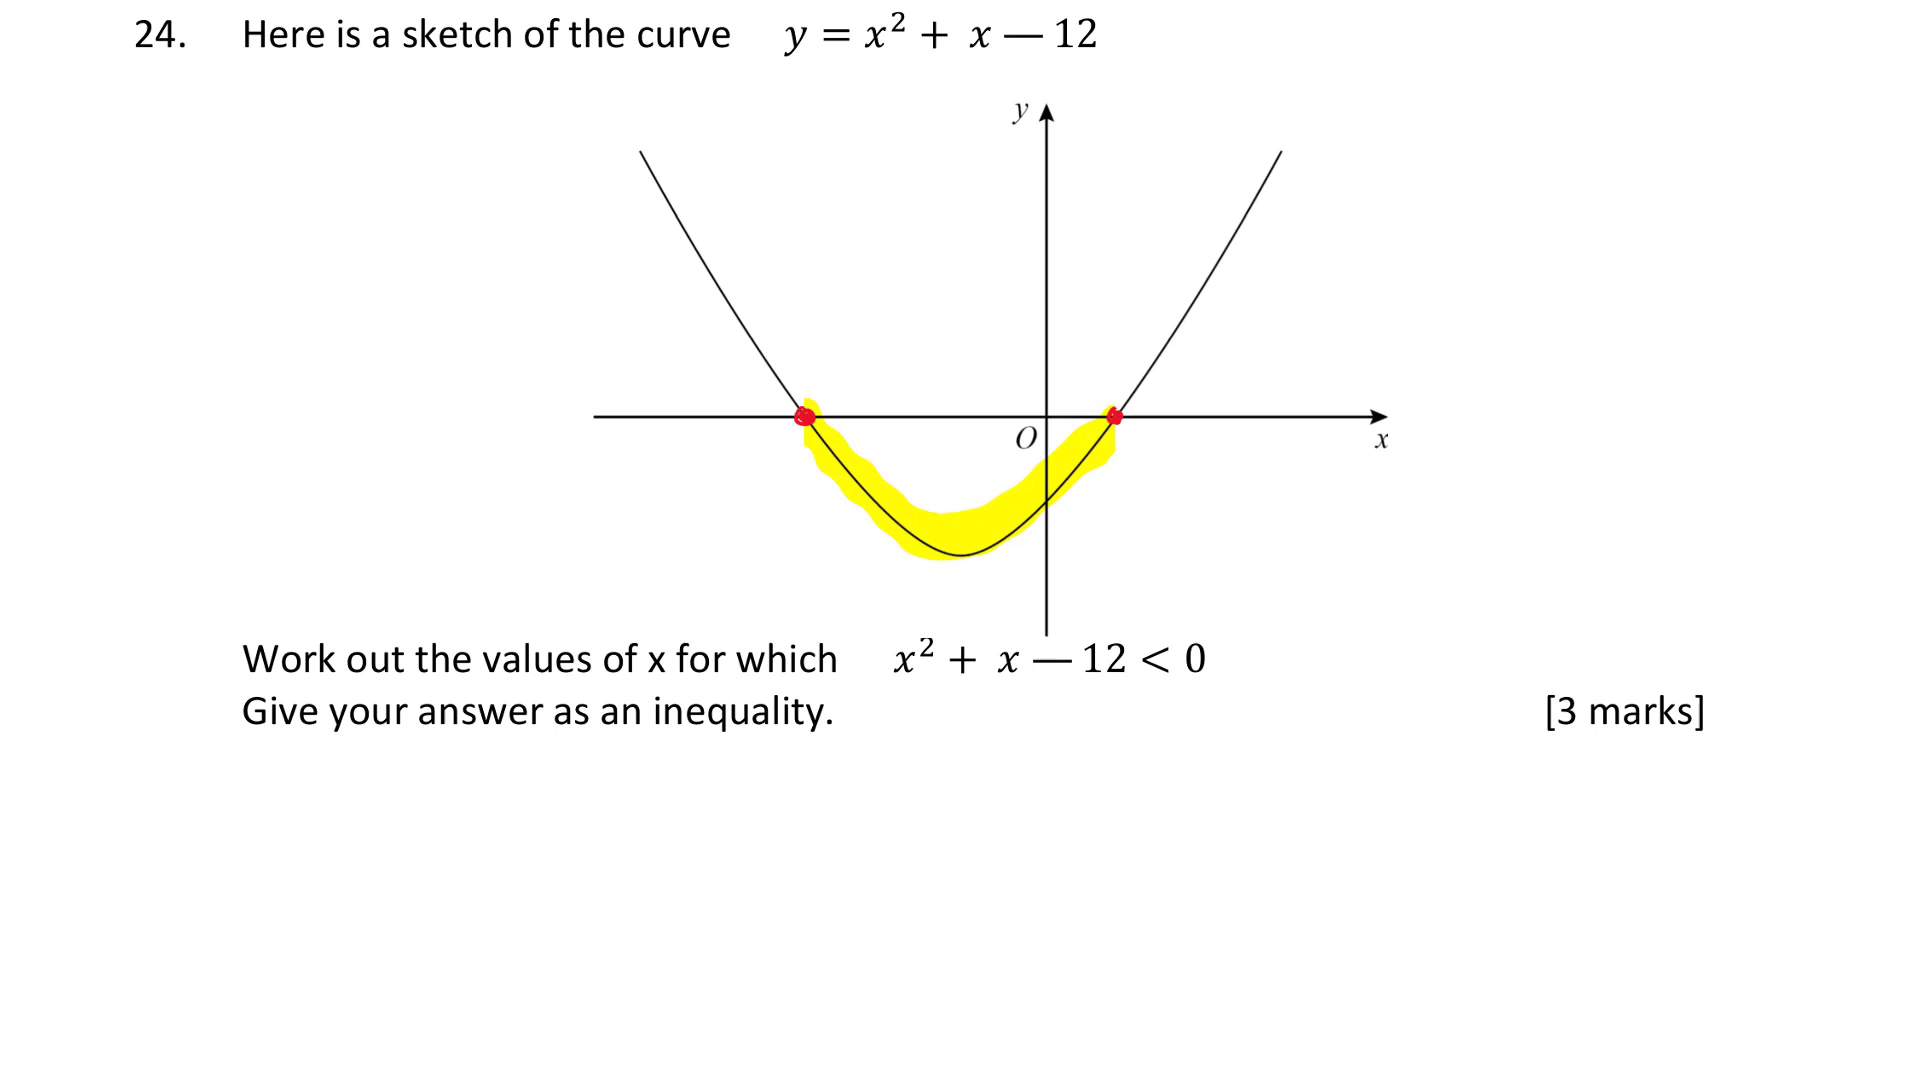 24. Here is a sketch of the curve y = x² + x — 12
y
O
x
Work out the values of x for which x² + x — 12 < 0
Give your answer as an inequality. [3 marks]